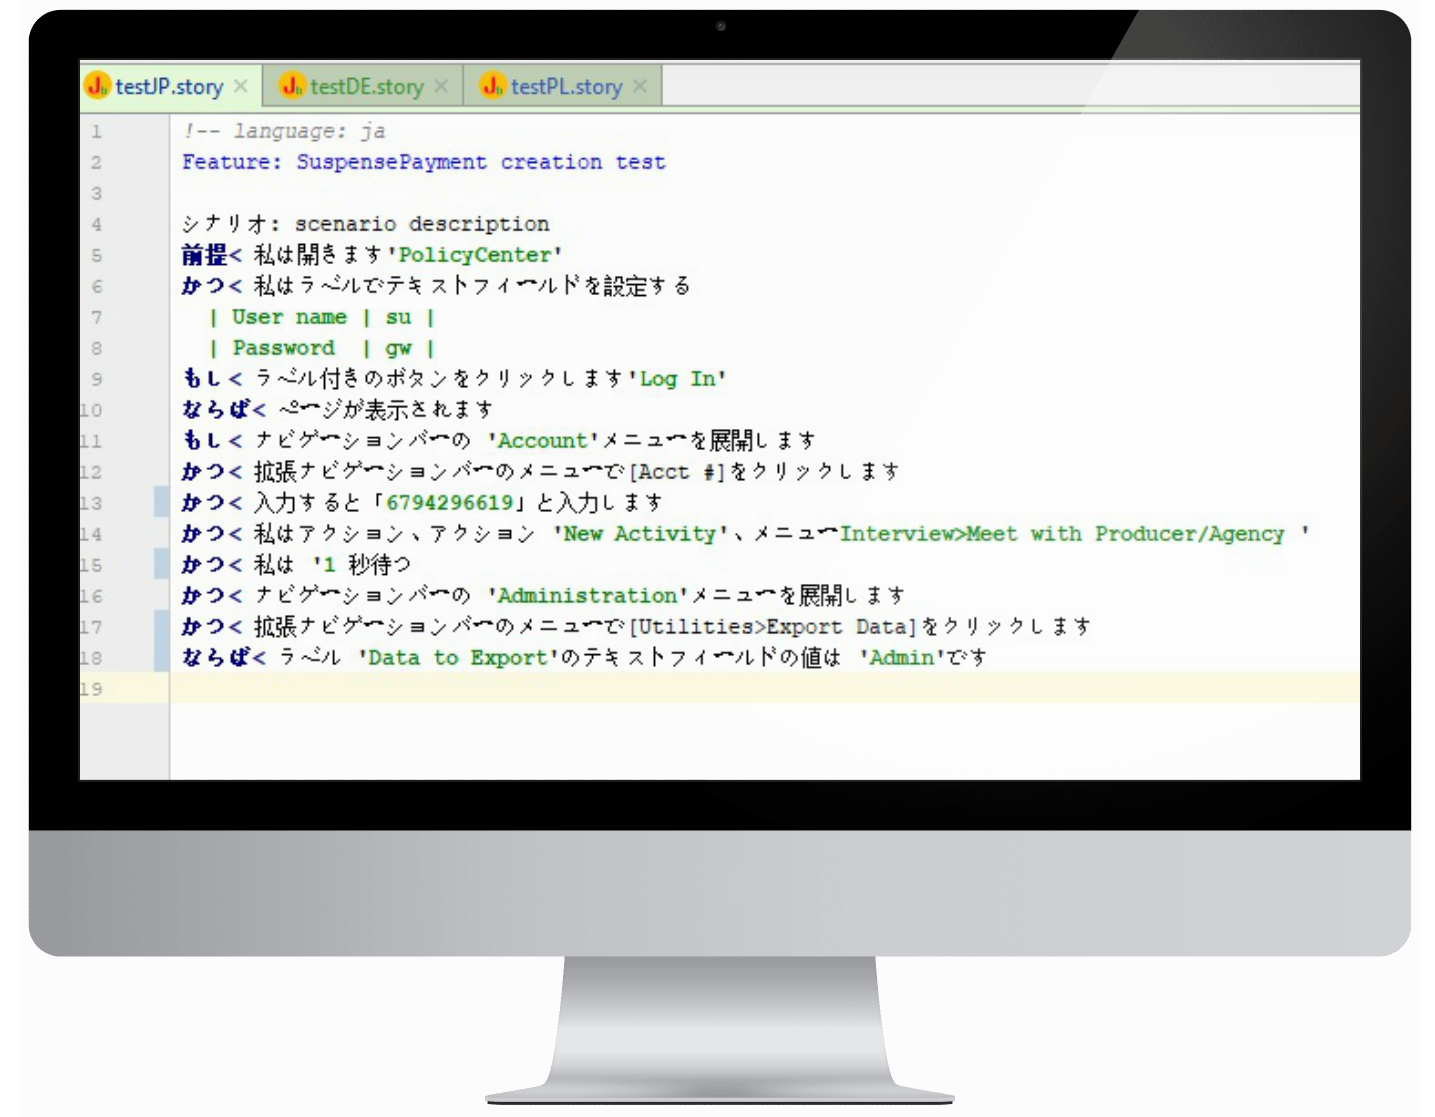 testJP.story × testDE.story × testPL.story ×
1 !-- language: ja
2 Feature: SuspensePayment creation test
3
4 シナリオ: scenario description
5 前提< 私は開きます'PolicyCenter'
6 かつ< 私はラベルでテキストフィールドを設定する
7 | User name | su |
8 | Password | gw |
9 もし< ラベル付きのボタンをクリックします'Log In'
10 ならば< ページが表示されます
11 もし< ナビゲーションバーの 'Account'メニューを展開します
12 かつ< 拡張ナビゲーションバーのメニューで[Acct #]をクリックします
13 かつ< 入力すると「6794296619」と入力します
14 かつ< 私はアクション、アクション 'New Activity'、メニューInterview>Meet with Producer/Agency '
15 かつ< 私は '1 秒待つ
16 かつ< ナビゲーションバーの 'Administration'メニューを展開します
17 かつ< 拡張ナビゲーションバーのメニューで[Utilities>Export Data]をクリックします
18 ならば< ラベル 'Data to Export'のテキストフィールドの値は 'Admin'です
19